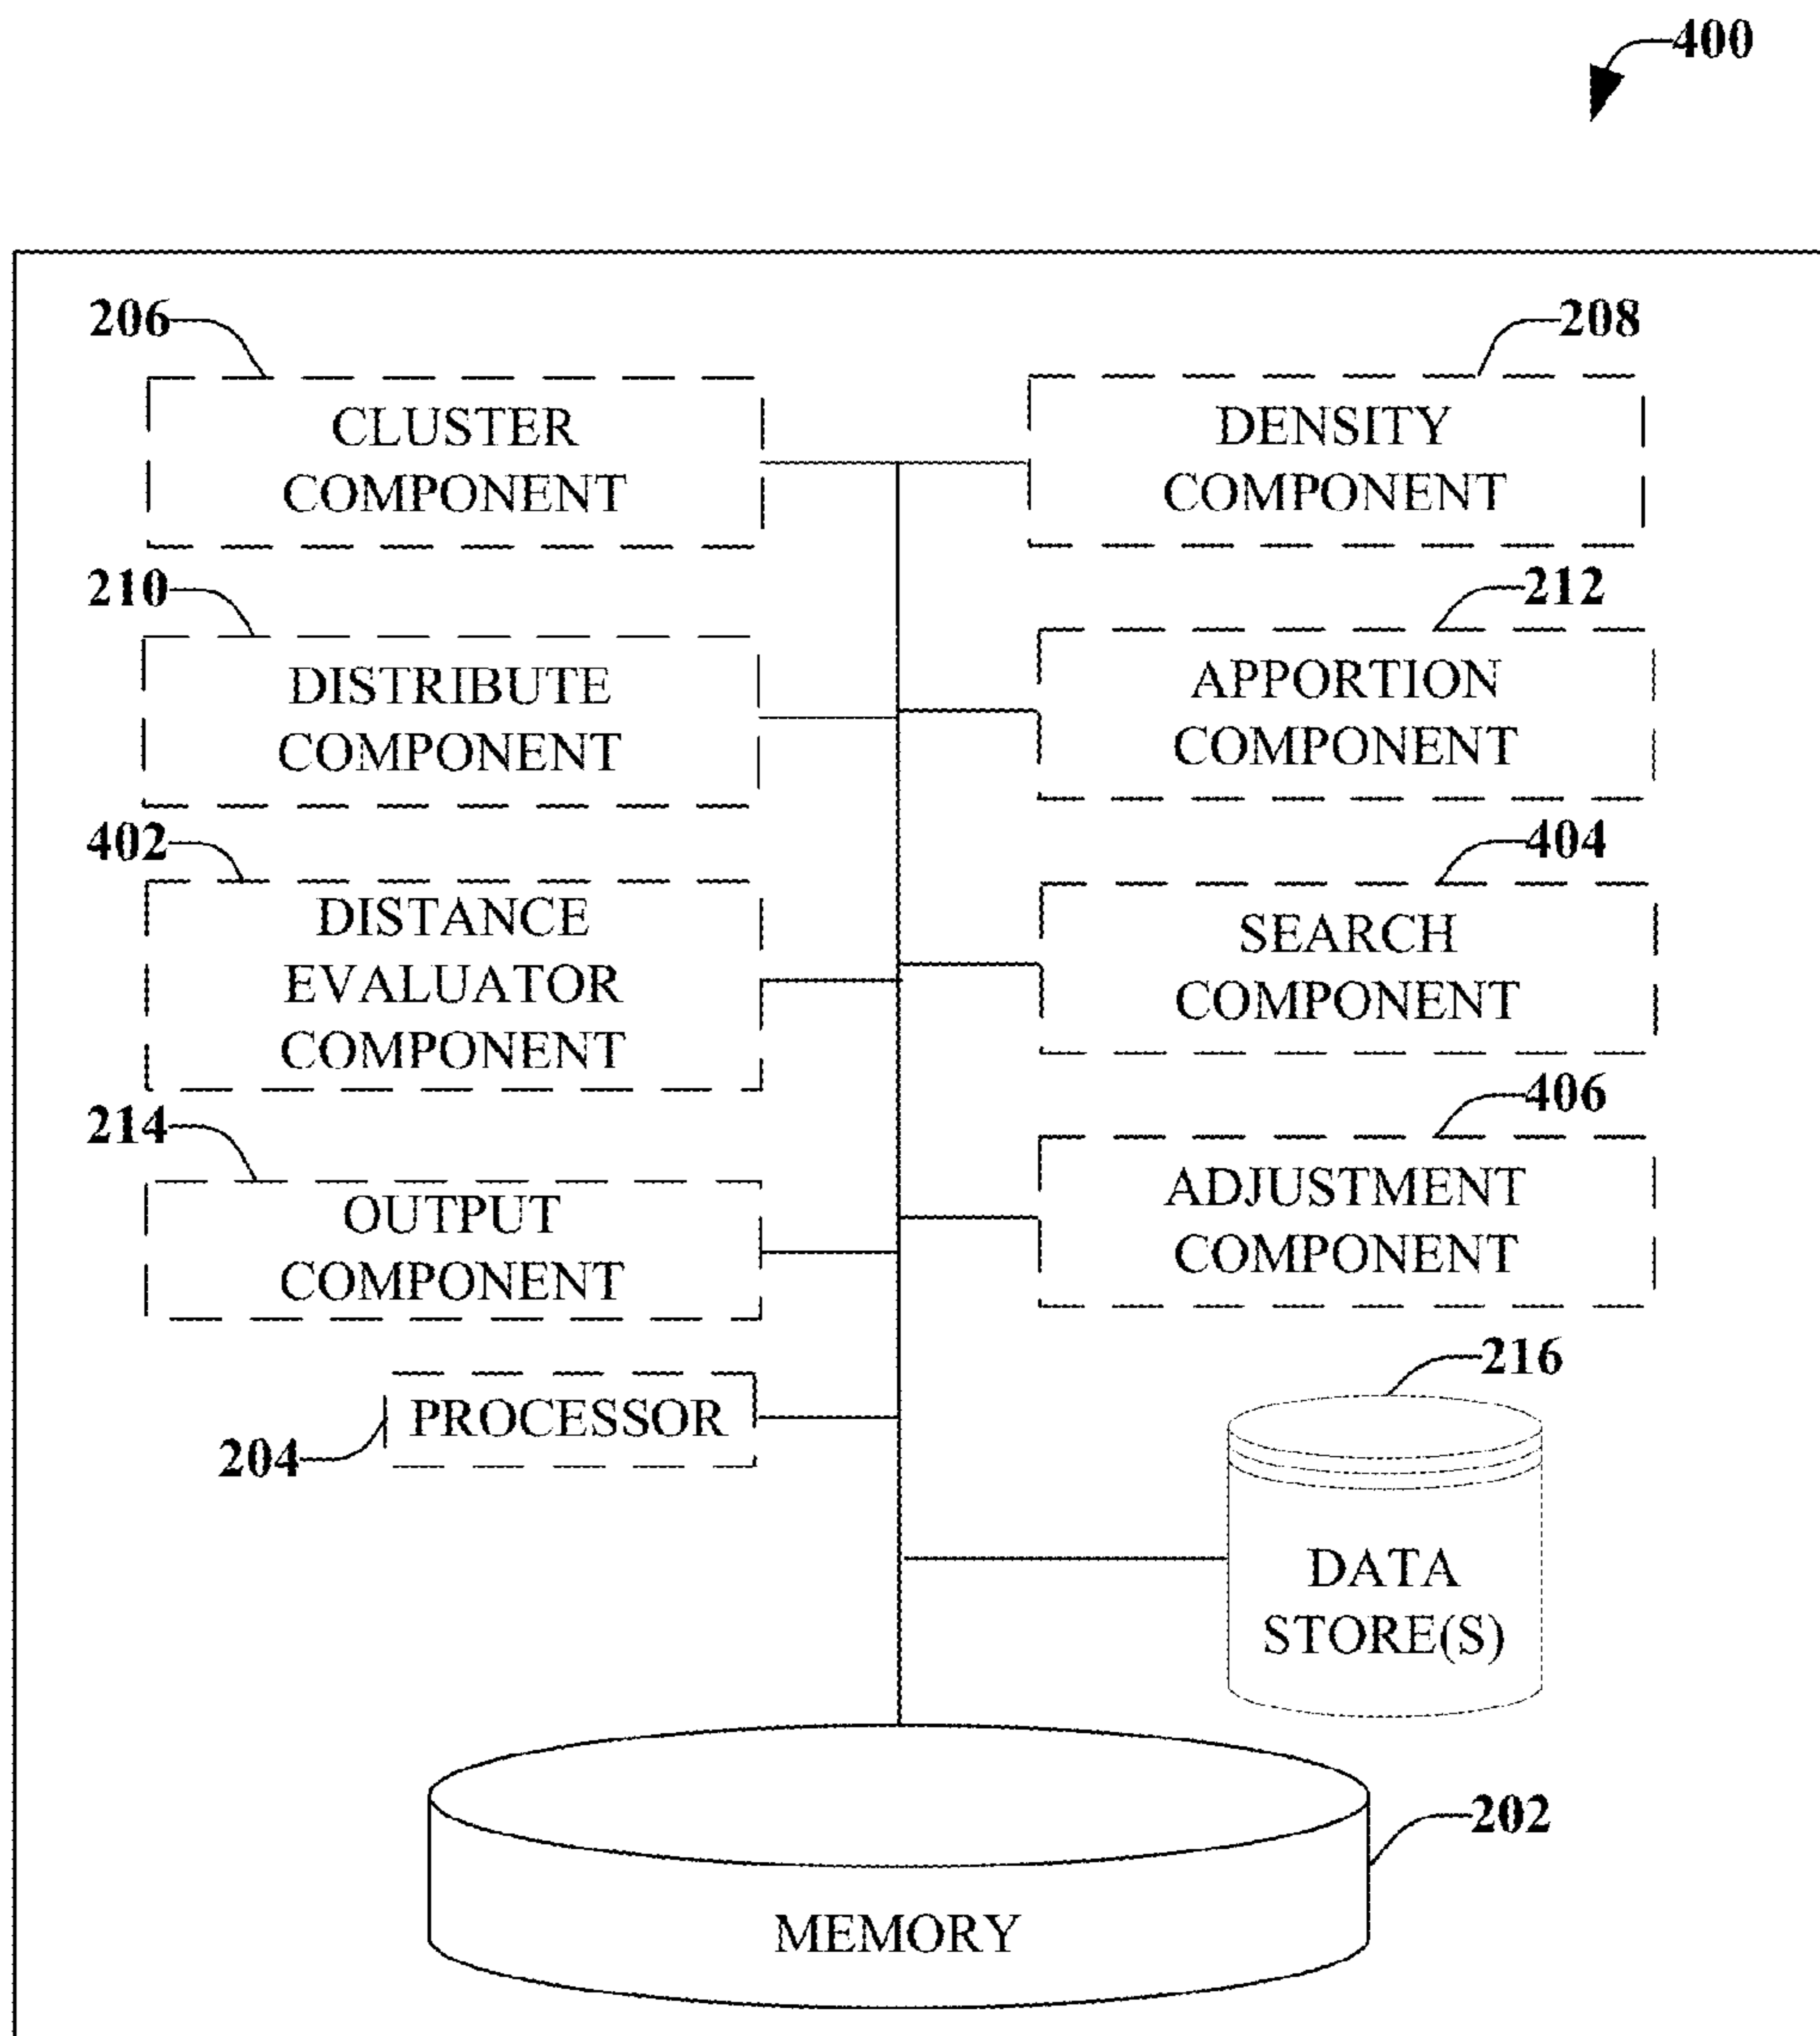 400
206
208
CLUSTER
COMPONENT
DENSITY
COMPONENT
210
212
DISTRIBUTE
COMPONENT
APPORTION
COMPONENT
402
404
DISTANCE
EVALUATOR
COMPONENT
SEARCH
COMPONENT
214
406
OUTPUT
COMPONENT
ADJUSTMENT
COMPONENT
216
PROCESSOR
204
DATA
STORE(S)
202
MEMORY